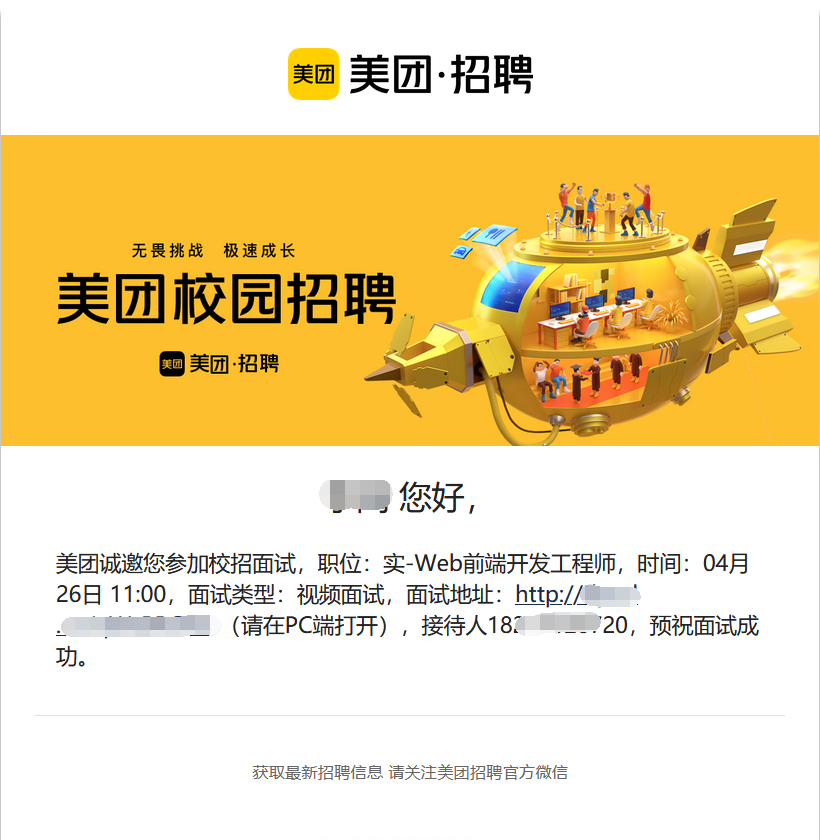 美团 美团·招聘
无畏挑战 极速成长
美团校园招聘
美团 美团·招聘
您好，
美团诚邀您参加校招面试，职位：实-Web前端开发工程师，时间：04月
26日 11:00，面试类型：视频面试，面试地址：http://
（请在PC端打开），接待人18 720，预祝面试成
功。
获取最新招聘信息 请关注美团招聘官方微信